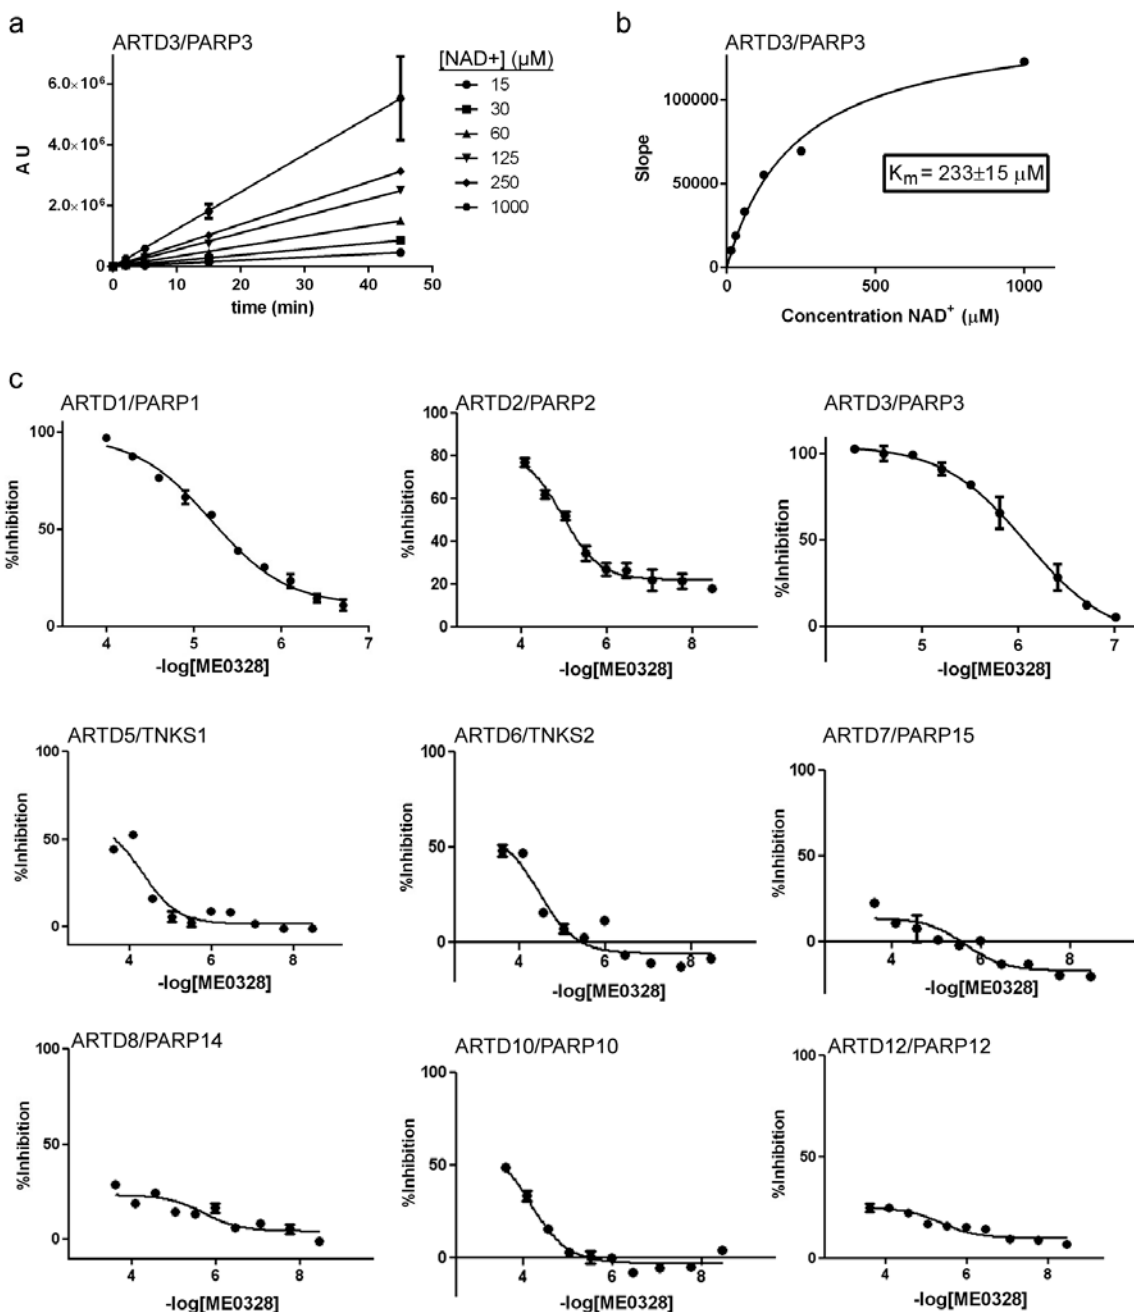 a
ARTD3/PARP3
[NAD+] (µM)
15
30
60
125
250
1000
6.0×10⁶
4.0×10⁶
2.0×10⁶
0
A U
0 10 20 30 40 50
time (min)
b
ARTD3/PARP3
100000
50000
0
Slope
Kₘ = 233±15 µM
0 500 1000
Concentration NAD⁺ (µM)
c
ARTD1/PARP1
100
50
0
%Inhibition
4 5 6 7
-log[ME0328]
ARTD2/PARP2
100
80
60
40
20
0
%Inhibition
4 6 8
-log[ME0328]
ARTD3/PARP3
100
50
0
%Inhibition
5 6 7
-log[ME0328]
ARTD5/TNKS1
100
50
0
%Inhibition
4 6 8
-log[ME0328]
ARTD6/TNKS2
100
50
0
%Inhibition
4 6 8
-log[ME0328]
ARTD7/PARP15
100
50
0
%Inhibition
4 6 8
-log[ME0328]
ARTD8/PARP14
100
50
0
%Inhibition
4 6 8
-log[ME0328]
ARTD10/PARP10
100
50
0
%Inhibition
4 6 8
-log[ME0328]
ARTD12/PARP12
100
50
0
%Inhibition
4 6 8
-log[ME0328]